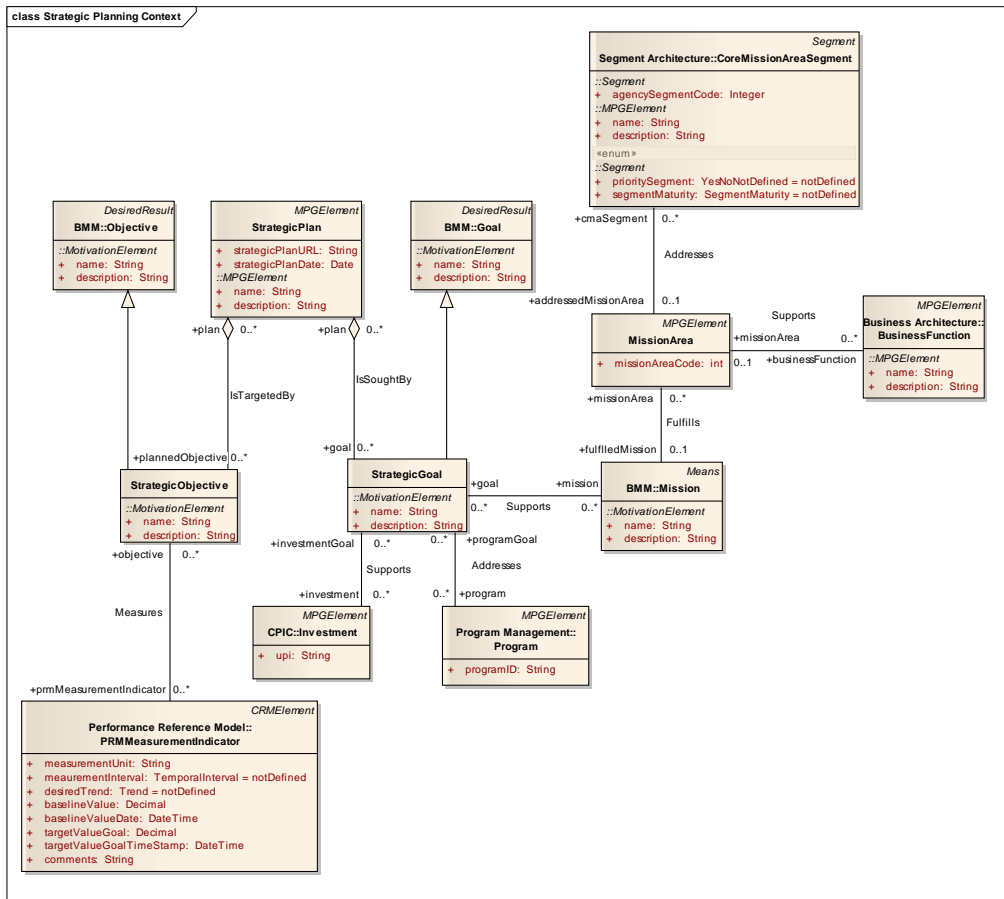 class Strategic Planning Context
Segment
Segment Architecture::CoreMissionAreaSegment
::Segment
+ agencySegmentCode: Integer
::MPGElement
+ name: String
+ description: String
«enum»
::Segment
+ prioritySegment: YesNoNotDefined = notDefined
+ segmentMaturity: SegmentMaturity = notDefined
+cmaSegment 0..*
Addresses
+addressedMissionArea 0..1
DesiredResult
BMM::Objective
::MotivationElement
+ name: String
+ description: String
MPGElement
StrategicPlan
+ strategicPlanURL: String
+ strategicPlanDate: Date
::MPGElement
+ name: String
+ description: String
DesiredResult
BMM::Goal
::MotivationElement
+ name: String
+ description: String
MPGElement
MissionArea
+ missionAreaCode: int
Supports
+missionArea 0..*
0..1 +businessFunction
MPGElement
Business Architecture::
BusinessFunction
::MPGElement
+ name: String
+ description: String
+plan 0..*
+plan 0..*
IsTargetedBy
IsSoughtBy
+missionArea 0..*
Fulfills
+fulflledMission 0..1
+plannedObjective 0..*
+goal 0..*
StrategicObjective
::MotivationElement
+ name: String
+ description: String
StrategicGoal
::MotivationElement
+ name: String
+ description: String
+goal +mission
0..* Supports 0..*
Means
BMM::Mission
::MotivationElement
+ name: String
+ description: String
+objective 0..*
Measures
+prmMeasurementIndicator 0..*
+investmentGoal 0..*
Supports
+investment 0..*
0..* +programGoal
Addresses
0..* +program
MPGElement
CPIC::Investment
+ upi: String
MPGElement
Program Management::
Program
+ programID: String
CRMElement
Performance Reference Model::
PRMMeasurementIndicator
+ measurementUnit: String
+ meaurementInterval: TemporalInterval = notDefined
+ desiredTrend: Trend = notDefined
+ baselineValue: Decimal
+ baselineValueDate: DateTime
+ targetValueGoal: Decimal
+ targetValueGoalTimeStamp: DateTime
+ comments: String